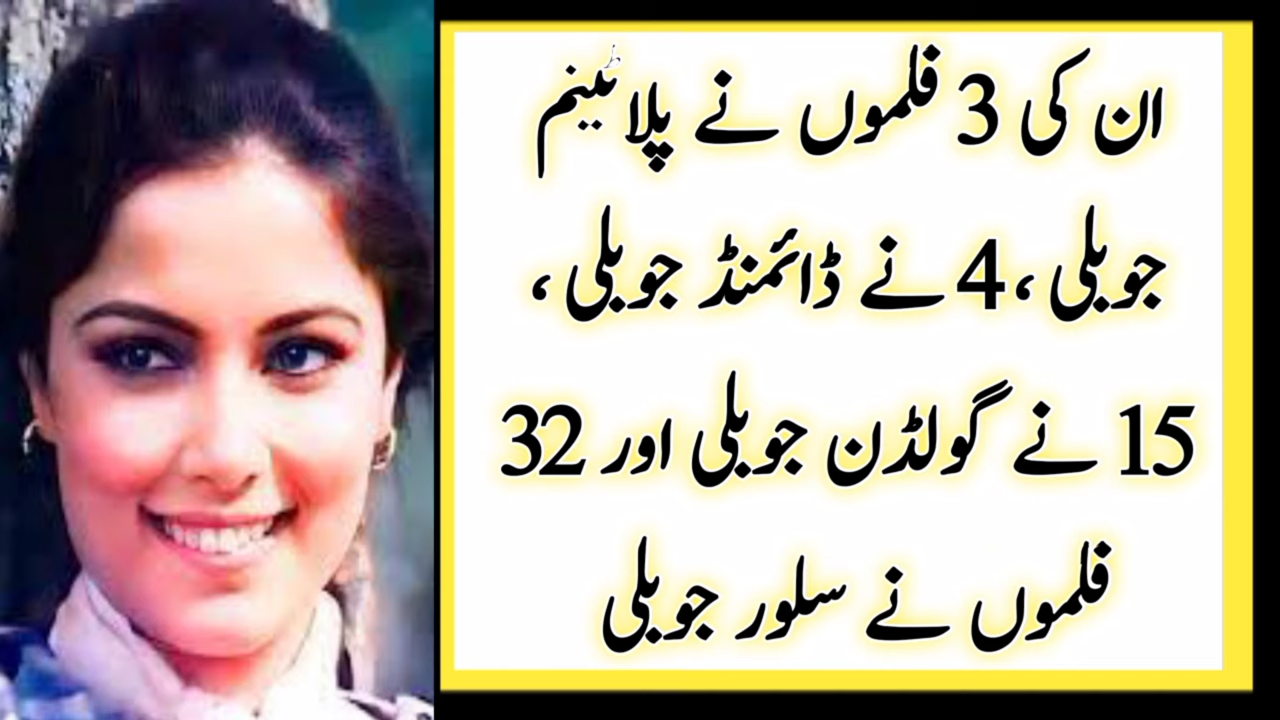 ان کی 3 فلموں نے پلاٹینم
جوبلی ،4 نے ڈائمنڈ جوبلی ،
15 نے گولڈن جوبلی اور 32
فلموں نے سلور جوبلی